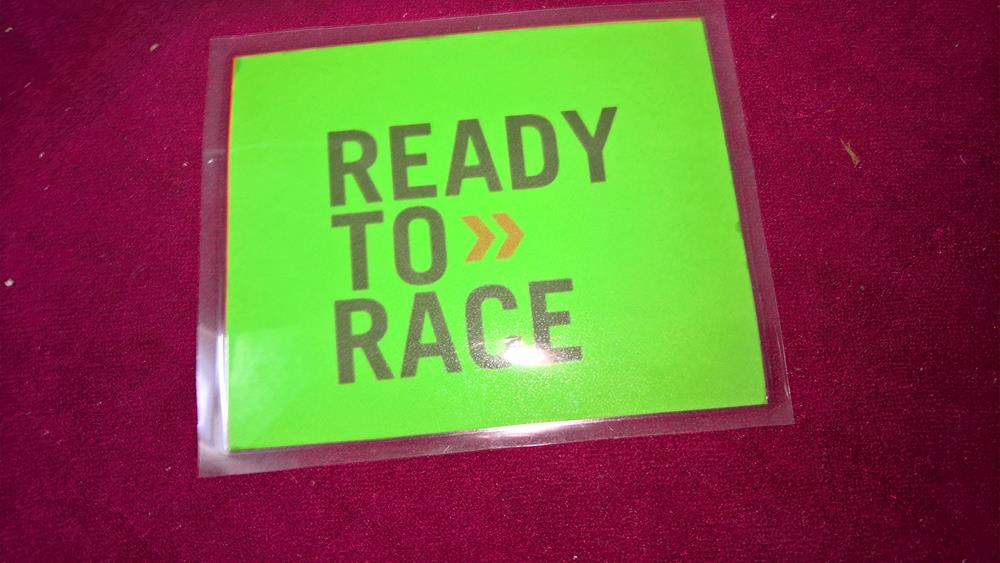 READY
TO »
RACE